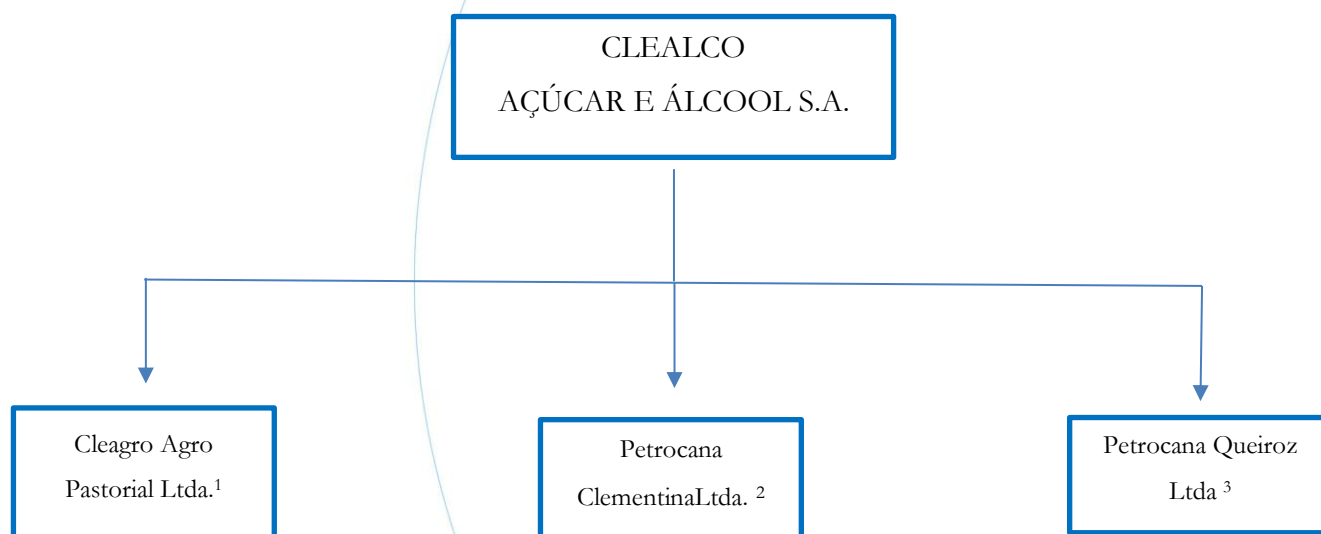 CLEALCO
AÇÚCAR E ÁLCOOL S.A.
Cleagro Agro
Pastorial Ltda.¹
Petrocana
ClementinaLtda. ²
Petrocana Queiroz
Ltda ³